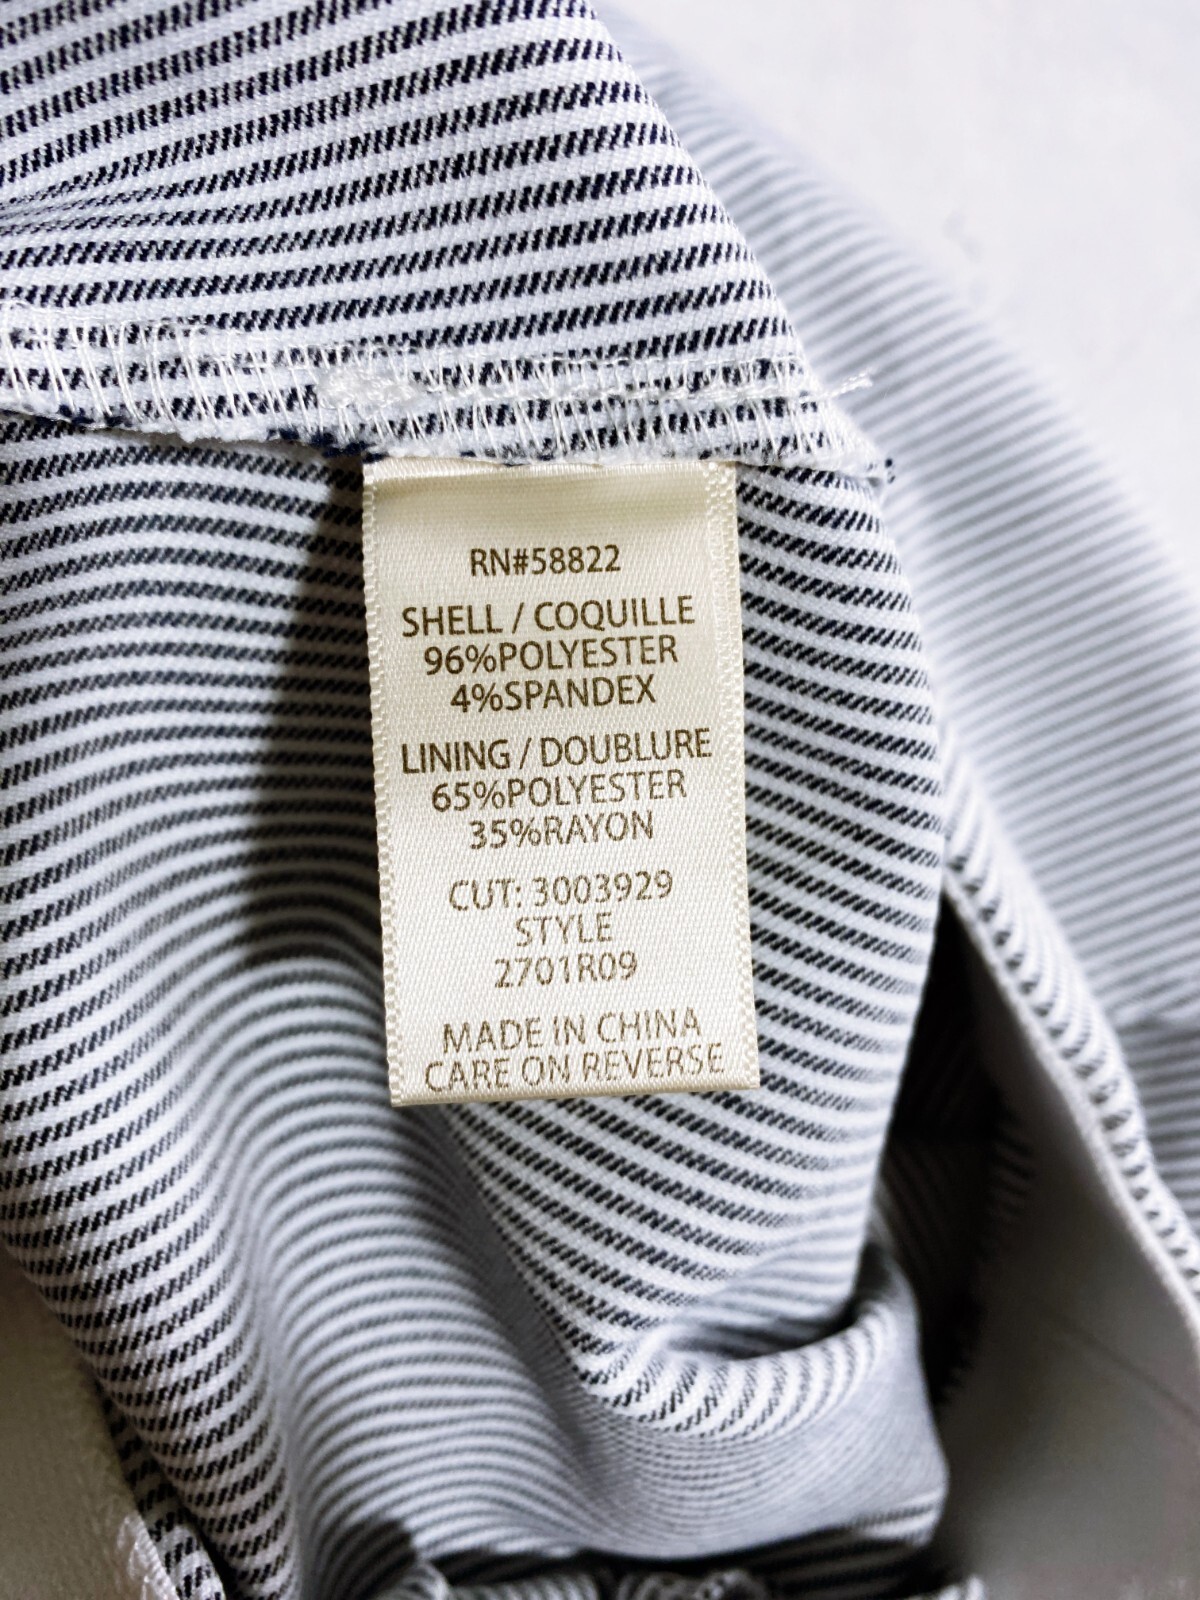 RN#58822
SHELL / COQUILLE
96%POLYESTER
4%SPANDEX
LINING / DOUBLURE
65%POLYESTER
35%RAYON
CUT: 3003929
STYLE
2701R09
MADE IN CHINA
CARE ON REVERSE